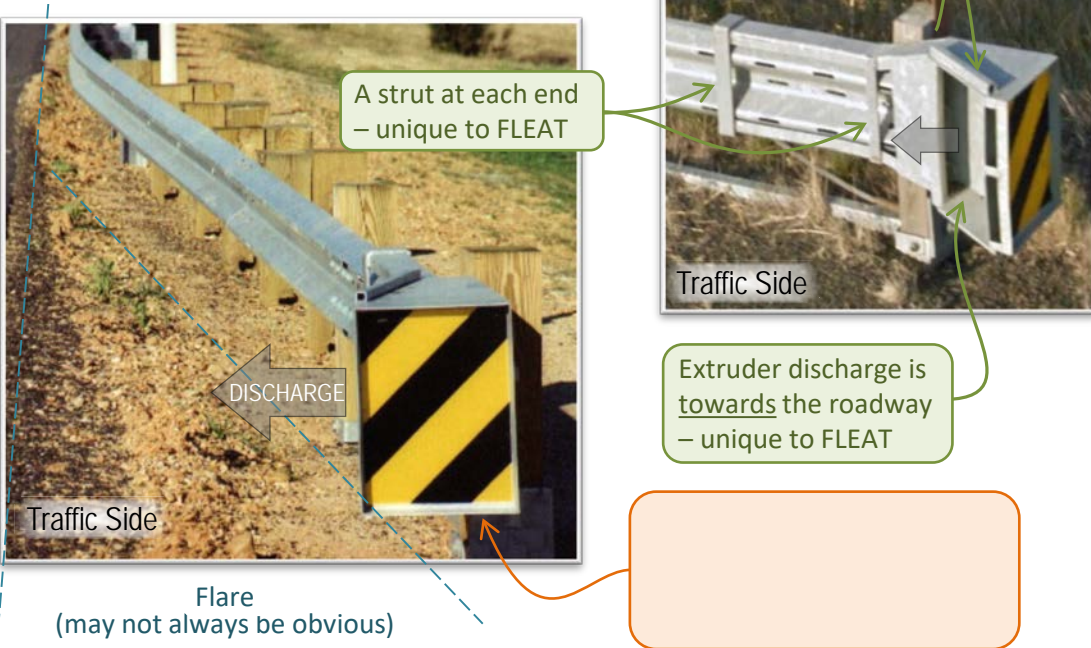 A strut at each end
– unique to FLEAT
Traffic Side
Extruder discharge is
towards the roadway
– unique to FLEAT
DISCHARGE
Traffic Side
Flare
(may not always be obvious)